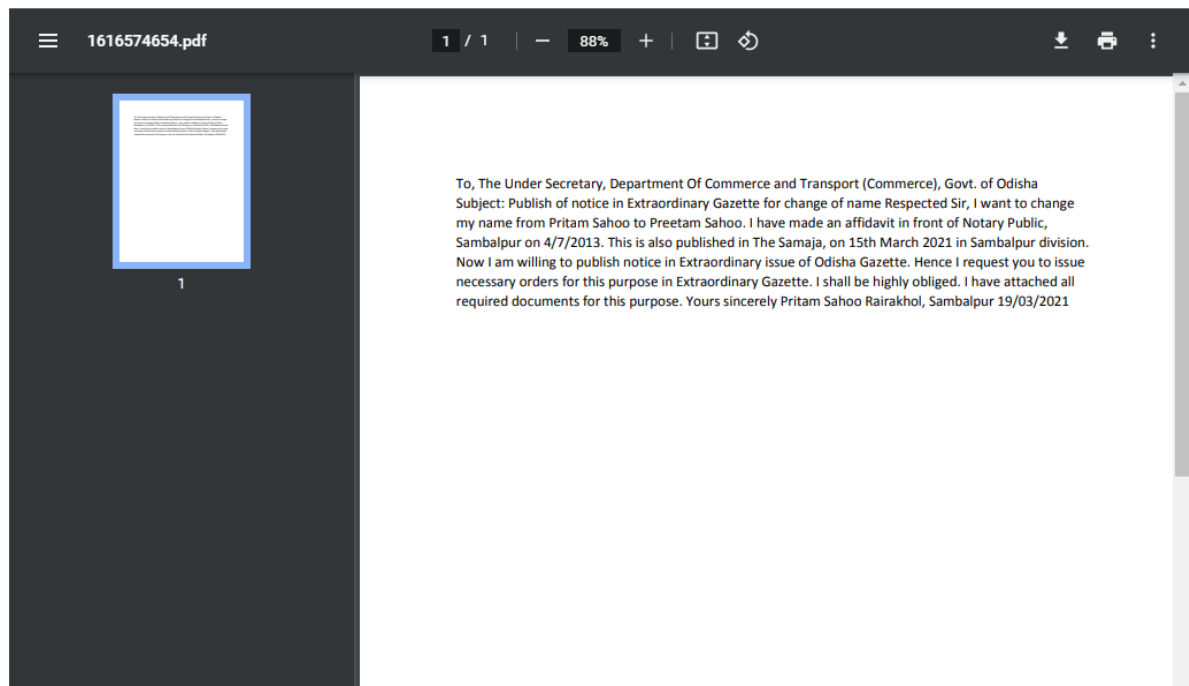 1616574654.pdf
1 / 1
88%
1
To, The Under Secretary, Department Of Commerce and Transport (Commerce), Govt. of Odisha
Subject: Publish of notice in Extraordinary Gazette for change of name Respected Sir, I want to change
my name from Pritam Sahoo to Preetam Sahoo. I have made an affidavit in front of Notary Public,
Sambalpur on 4/7/2013. This is also published in The Samaja, on 15th March 2021 in Sambalpur division.
Now I am willing to publish notice in Extraordinary issue of Odisha Gazette. Hence I request you to issue
necessary orders for this purpose in Extraordinary Gazette. I shall be highly obliged. I have attached all
required documents for this purpose. Yours sincerely Pritam Sahoo Rairakhol, Sambalpur 19/03/2021